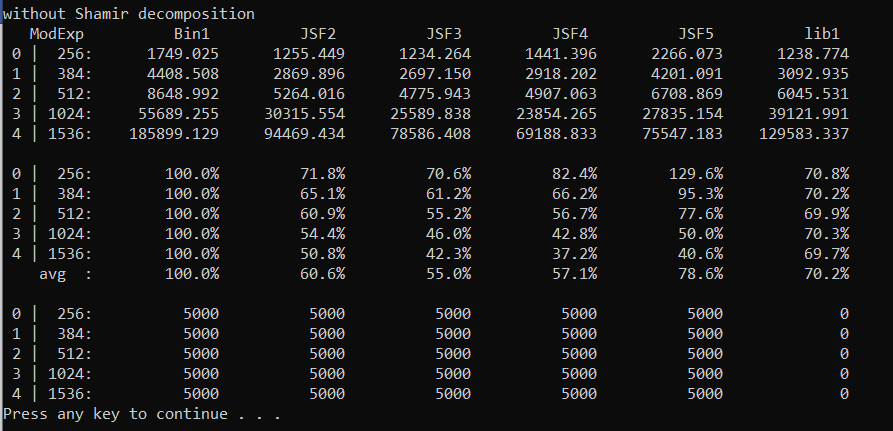 without Shamir decomposition
ModExp Bin1 JSF2 JSF3 JSF4 JSF5 lib1
0 | 256: 1749.025 1255.449 1234.264 1441.396 2266.073 1238.774
1 | 384: 4408.508 2869.896 2697.150 2918.202 4201.091 3092.935
2 | 512: 8648.992 5264.016 4775.943 4907.063 6708.869 6045.531
3 | 1024: 55689.255 30315.554 25589.838 23854.265 27835.154 39121.991
4 | 1536: 185899.129 94469.434 78586.408 69188.833 75547.183 129583.337
0 | 256: 100.0% 71.8% 70.6% 82.4% 129.6% 70.8%
1 | 384: 100.0% 65.1% 61.2% 66.2% 95.3% 70.2%
2 | 512: 100.0% 60.9% 55.2% 56.7% 77.6% 69.9%
3 | 1024: 100.0% 54.4% 46.0% 42.8% 50.0% 70.3%
4 | 1536: 100.0% 50.8% 42.3% 37.2% 40.6% 69.7%
avg : 100.0% 60.6% 55.0% 57.1% 78.6% 70.2%
0 | 256: 5000 5000 5000 5000 5000 0
1 | 384: 5000 5000 5000 5000 5000 0
2 | 512: 5000 5000 5000 5000 5000 0
3 | 1024: 5000 5000 5000 5000 5000 0
4 | 1536: 5000 5000 5000 5000 5000 0
Press any key to continue . . .